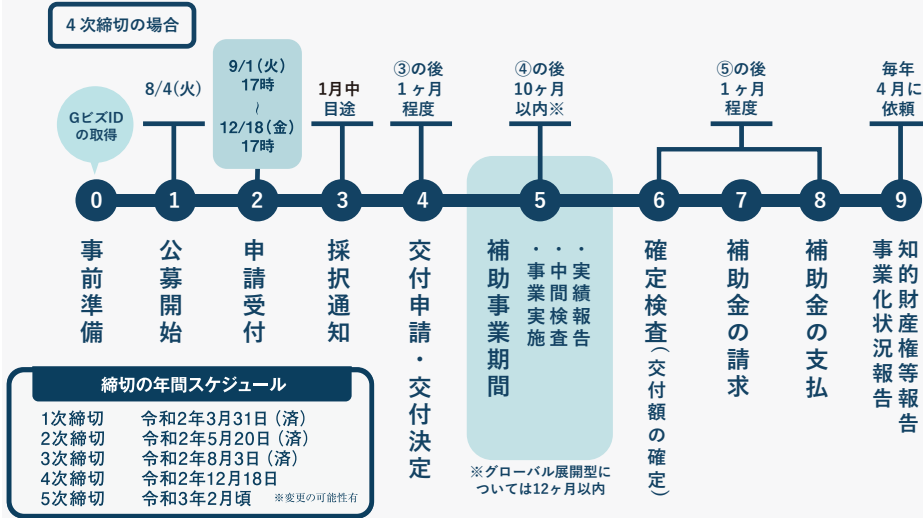 4次締切の場合
GビズID
の取得
8/4(火)
9/1(火)
17時
～
12/18(金)
17時
1月中
目途
③の後
1ヶ月
程度
④の後
10ヶ月
以内※
⑤の後
1ヶ月
程度
毎年
4月に
依頼
0
1
2
3
4
5
6
7
8
9
事前準備
公募開始
申請受付
採択通知
交付申請・交付決定
補助事業期間
・事業実施
・中間検査
・実績報告
確定検査(交付額の確定)
補助金の請求
補助金の支払
知的財産権等報告
事業化状況報告
※グローバル展開型に
ついては12ヶ月以内
締切の年間スケジュール
1次締切 令和2年3月31日(済)
2次締切 令和2年5月20日(済)
3次締切 令和2年8月3日(済)
4次締切 令和2年12月18日
5次締切 令和3年2月頃 ※変更の可能性有